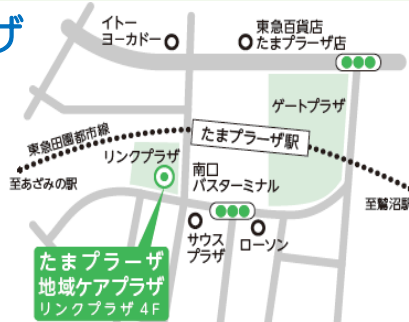 ザ
イトー
ヨーカドー
東急百貨店
たまプラーザ店
ゲートプラザ
東急田園都市線
たまプラーザ駅
リンクプラザ
南口
バスターミナル
至あざみの駅
至鷺沼駅
サウス
プラザ
ローソン
たまプラーザ
地域ケアプラザ
リンクプラザ 4F